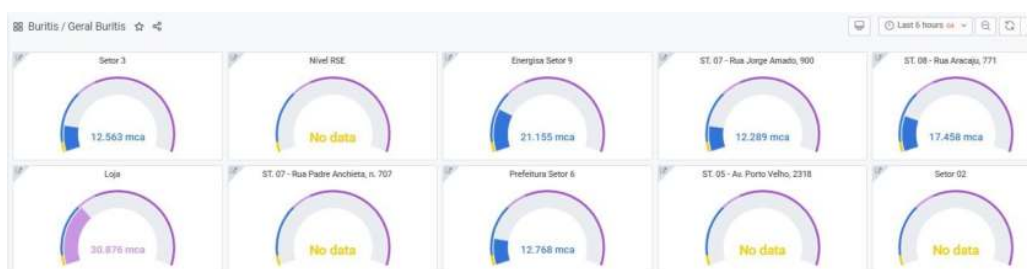 Buritis / Geral Buritis
Last 6 hours
Setor 3
Nível RSE
Energisa Setor 9
ST. 07 - Rua Jorge Amado, 900
ST. 08 - Rua Aracaju, 771
12.563 mca
No data
21.155 mca
12.289 mca
17.458 mca
Loja
ST. 07 - Rua Padre Anchieta, n. 707
Prefeitura Setor 6
ST. 05 - Av. Porto Velho, 2318
Setor 02
30.876 mca
No data
12.768 mca
No data
No data